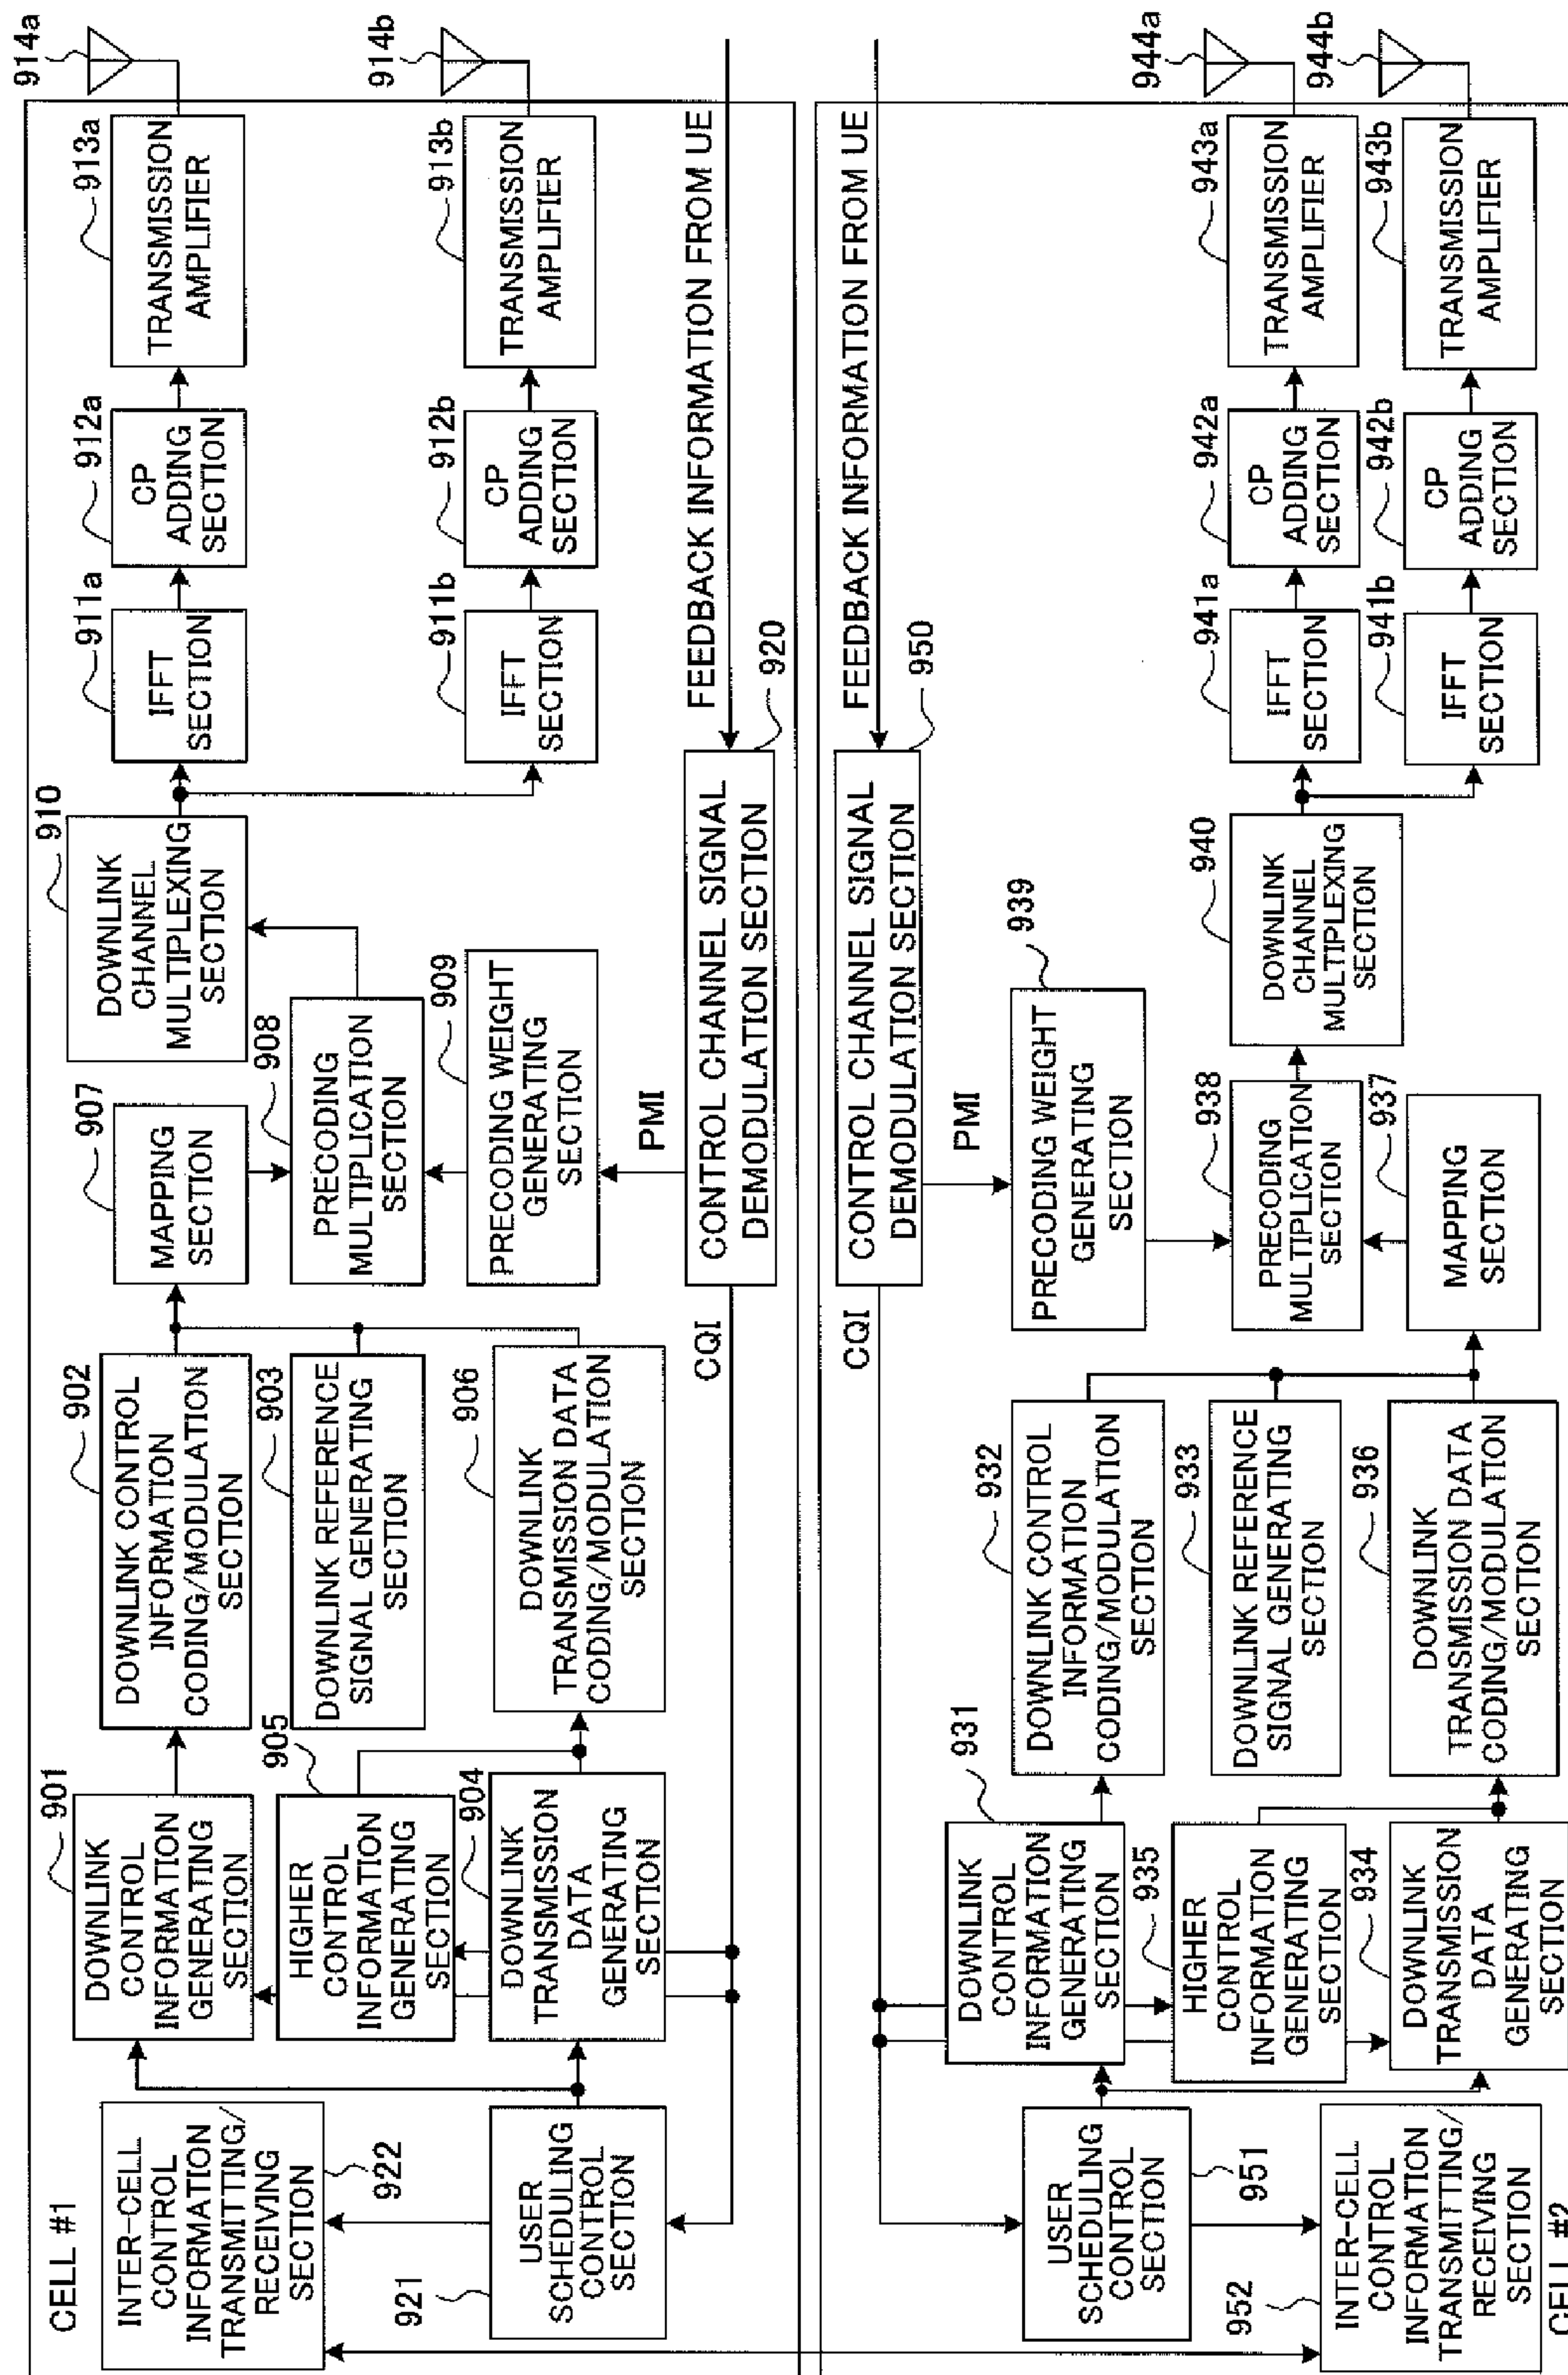 CELL #1
INTER-CELL
CONTROL
INFORMATION
TRANSMITTING/
RECEIVING
SECTION
922
USER
SCHEDULING
CONTROL
SECTION
921
901
DOWNLINK
CONTROL
INFORMATION
GENERATING
SECTION
905
HIGHER
CONTROL
INFORMATION
GENERATING
SECTION
904
DOWNLINK
TRANSMISSION
DATA
GENERATING
SECTION
902
DOWNLINK CONTROL
INFORMATION
CODING/MODULATION
SECTION
903
DOWNLINK REFERENCE
SIGNAL GENERATING
SECTION
906
DOWNLINK
TRANSMISSION DATA
CODING/MODULATION
SECTION
907
MAPPING
SECTION
908
PRECODING
MULTIPLICATION
SECTION
909
PRECODING WEIGHT
GENERATING
SECTION
PMI
CQI
CONTROL CHANNEL SIGNAL
DEMODULATION SECTION
920
FEEDBACK INFORMATION FROM UE
910
DOWNLINK
CHANNEL
MULTIPLEXING
SECTION
911a
IFFT
SECTION
912a
CP
ADDING
SECTION
913a
TRANSMISSION
AMPLIFIER
914a
911b
IFFT
SECTION
912b
CP
ADDING
SECTION
913b
TRANSMISSION
AMPLIFIER
914b
CELL #2
INTER-CELL
CONTROL
INFORMATION
TRANSMITTING/
RECEIVING
SECTION
952
USER
SCHEDULING
CONTROL
SECTION
951
931
DOWNLINK
CONTROL
INFORMATION
GENERATING
SECTION
935
HIGHER
CONTROL
INFORMATION
GENERATING
SECTION
934
DOWNLINK
TRANSMISSION
DATA
GENERATING
SECTION
932
DOWNLINK CONTROL
INFORMATION
CODING/MODULATION
SECTION
933
DOWNLINK REFERENCE
SIGNAL GENERATING
SECTION
936
DOWNLINK
TRANSMISSION DATA
CODING/MODULATION
SECTION
CQI
CONTROL CHANNEL SIGNAL
DEMODULATION SECTION
950
FEEDBACK INFORMATION FROM UE
PMI
939
PRECODING WEIGHT
GENERATING
SECTION
938
PRECODING
MULTIPLICATION
SECTION
937
MAPPING
SECTION
940
DOWNLINK
CHANNEL
MULTIPLEXING
SECTION
941a
IFFT
SECTION
942a
CP
ADDING
SECTION
943a
TRANSMISSION
AMPLIFIER
944a
941b
IFFT
SECTION
942b
CP
ADDING
SECTION
943b
TRANSMISSION
AMPLIFIER
944b